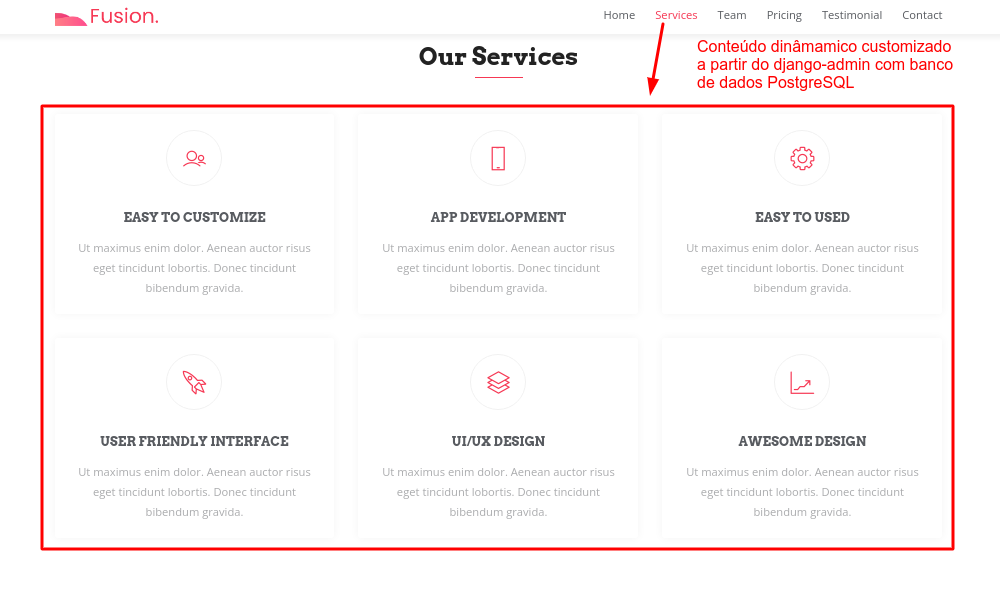 Fusion.
Home Services Team Pricing Testimonial Contact
Our Services
Conteúdo dinâmamico customizado
a partir do django-admin com banco
de dados PostgreSQL
EASY TO CUSTOMIZE
Ut maximus enim dolor. Aenean auctor risus
eget tincidunt lobortis. Donec tincidunt
bibendum gravida.
APP DEVELOPMENT
Ut maximus enim dolor. Aenean auctor risus
eget tincidunt lobortis. Donec tincidunt
bibendum gravida.
EASY TO USED
Ut maximus enim dolor. Aenean auctor risus
eget tincidunt lobortis. Donec tincidunt
bibendum gravida.
USER FRIENDLY INTERFACE
Ut maximus enim dolor. Aenean auctor risus
eget tincidunt lobortis. Donec tincidunt
bibendum gravida.
UI/UX DESIGN
Ut maximus enim dolor. Aenean auctor risus
eget tincidunt lobortis. Donec tincidunt
bibendum gravida.
AWESOME DESIGN
Ut maximus enim dolor. Aenean auctor risus
eget tincidunt lobortis. Donec tincidunt
bibendum gravida.